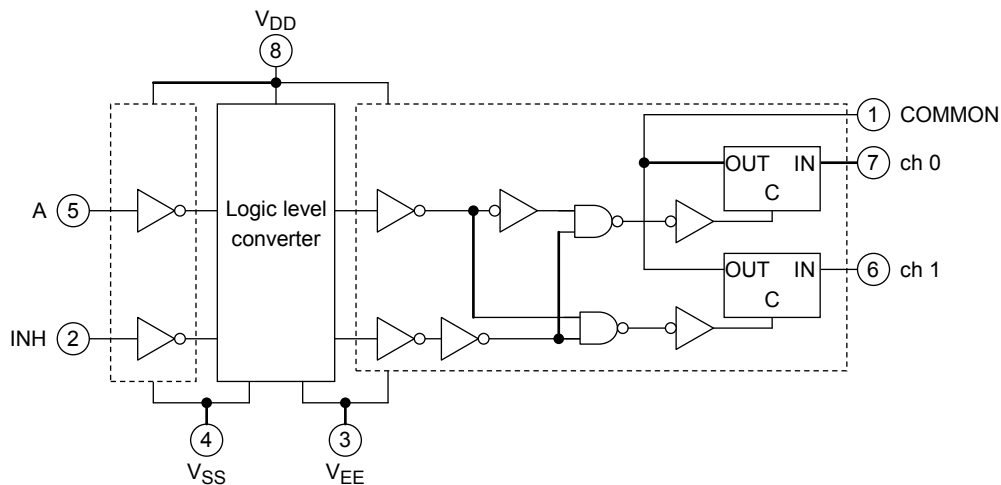 VDD
8
1 COMMON
OUT IN 7 ch 0
C
A 5
Logic level
converter
OUT IN 6 ch 1
C
INH 2
4
VSS
3
VEE